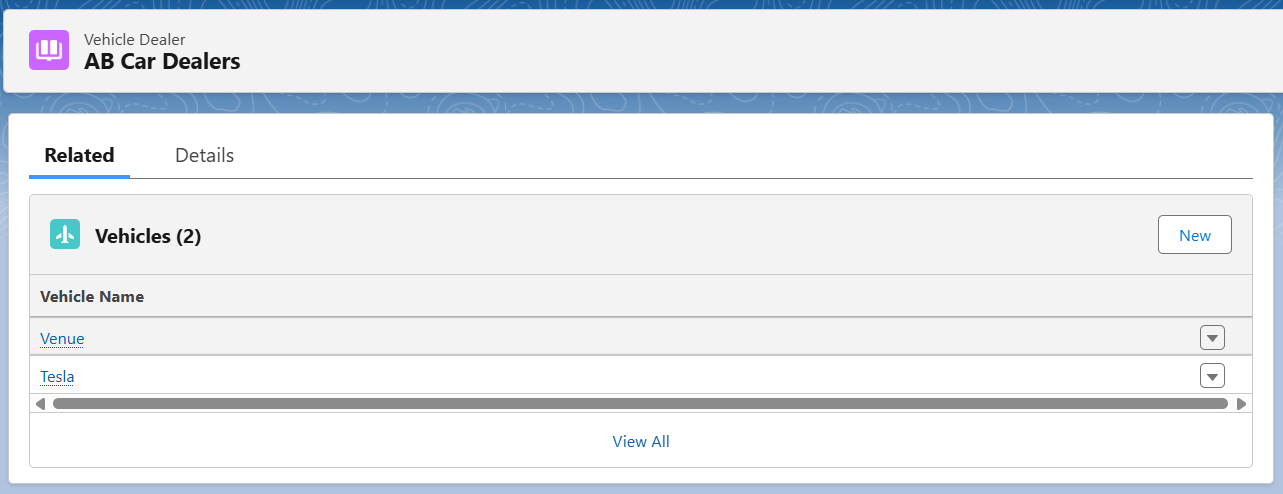 Vehicle Dealer
AB Car Dealers
Related Details
Vehicles (2)
New
Vehicle Name
Venue
Tesla
View All